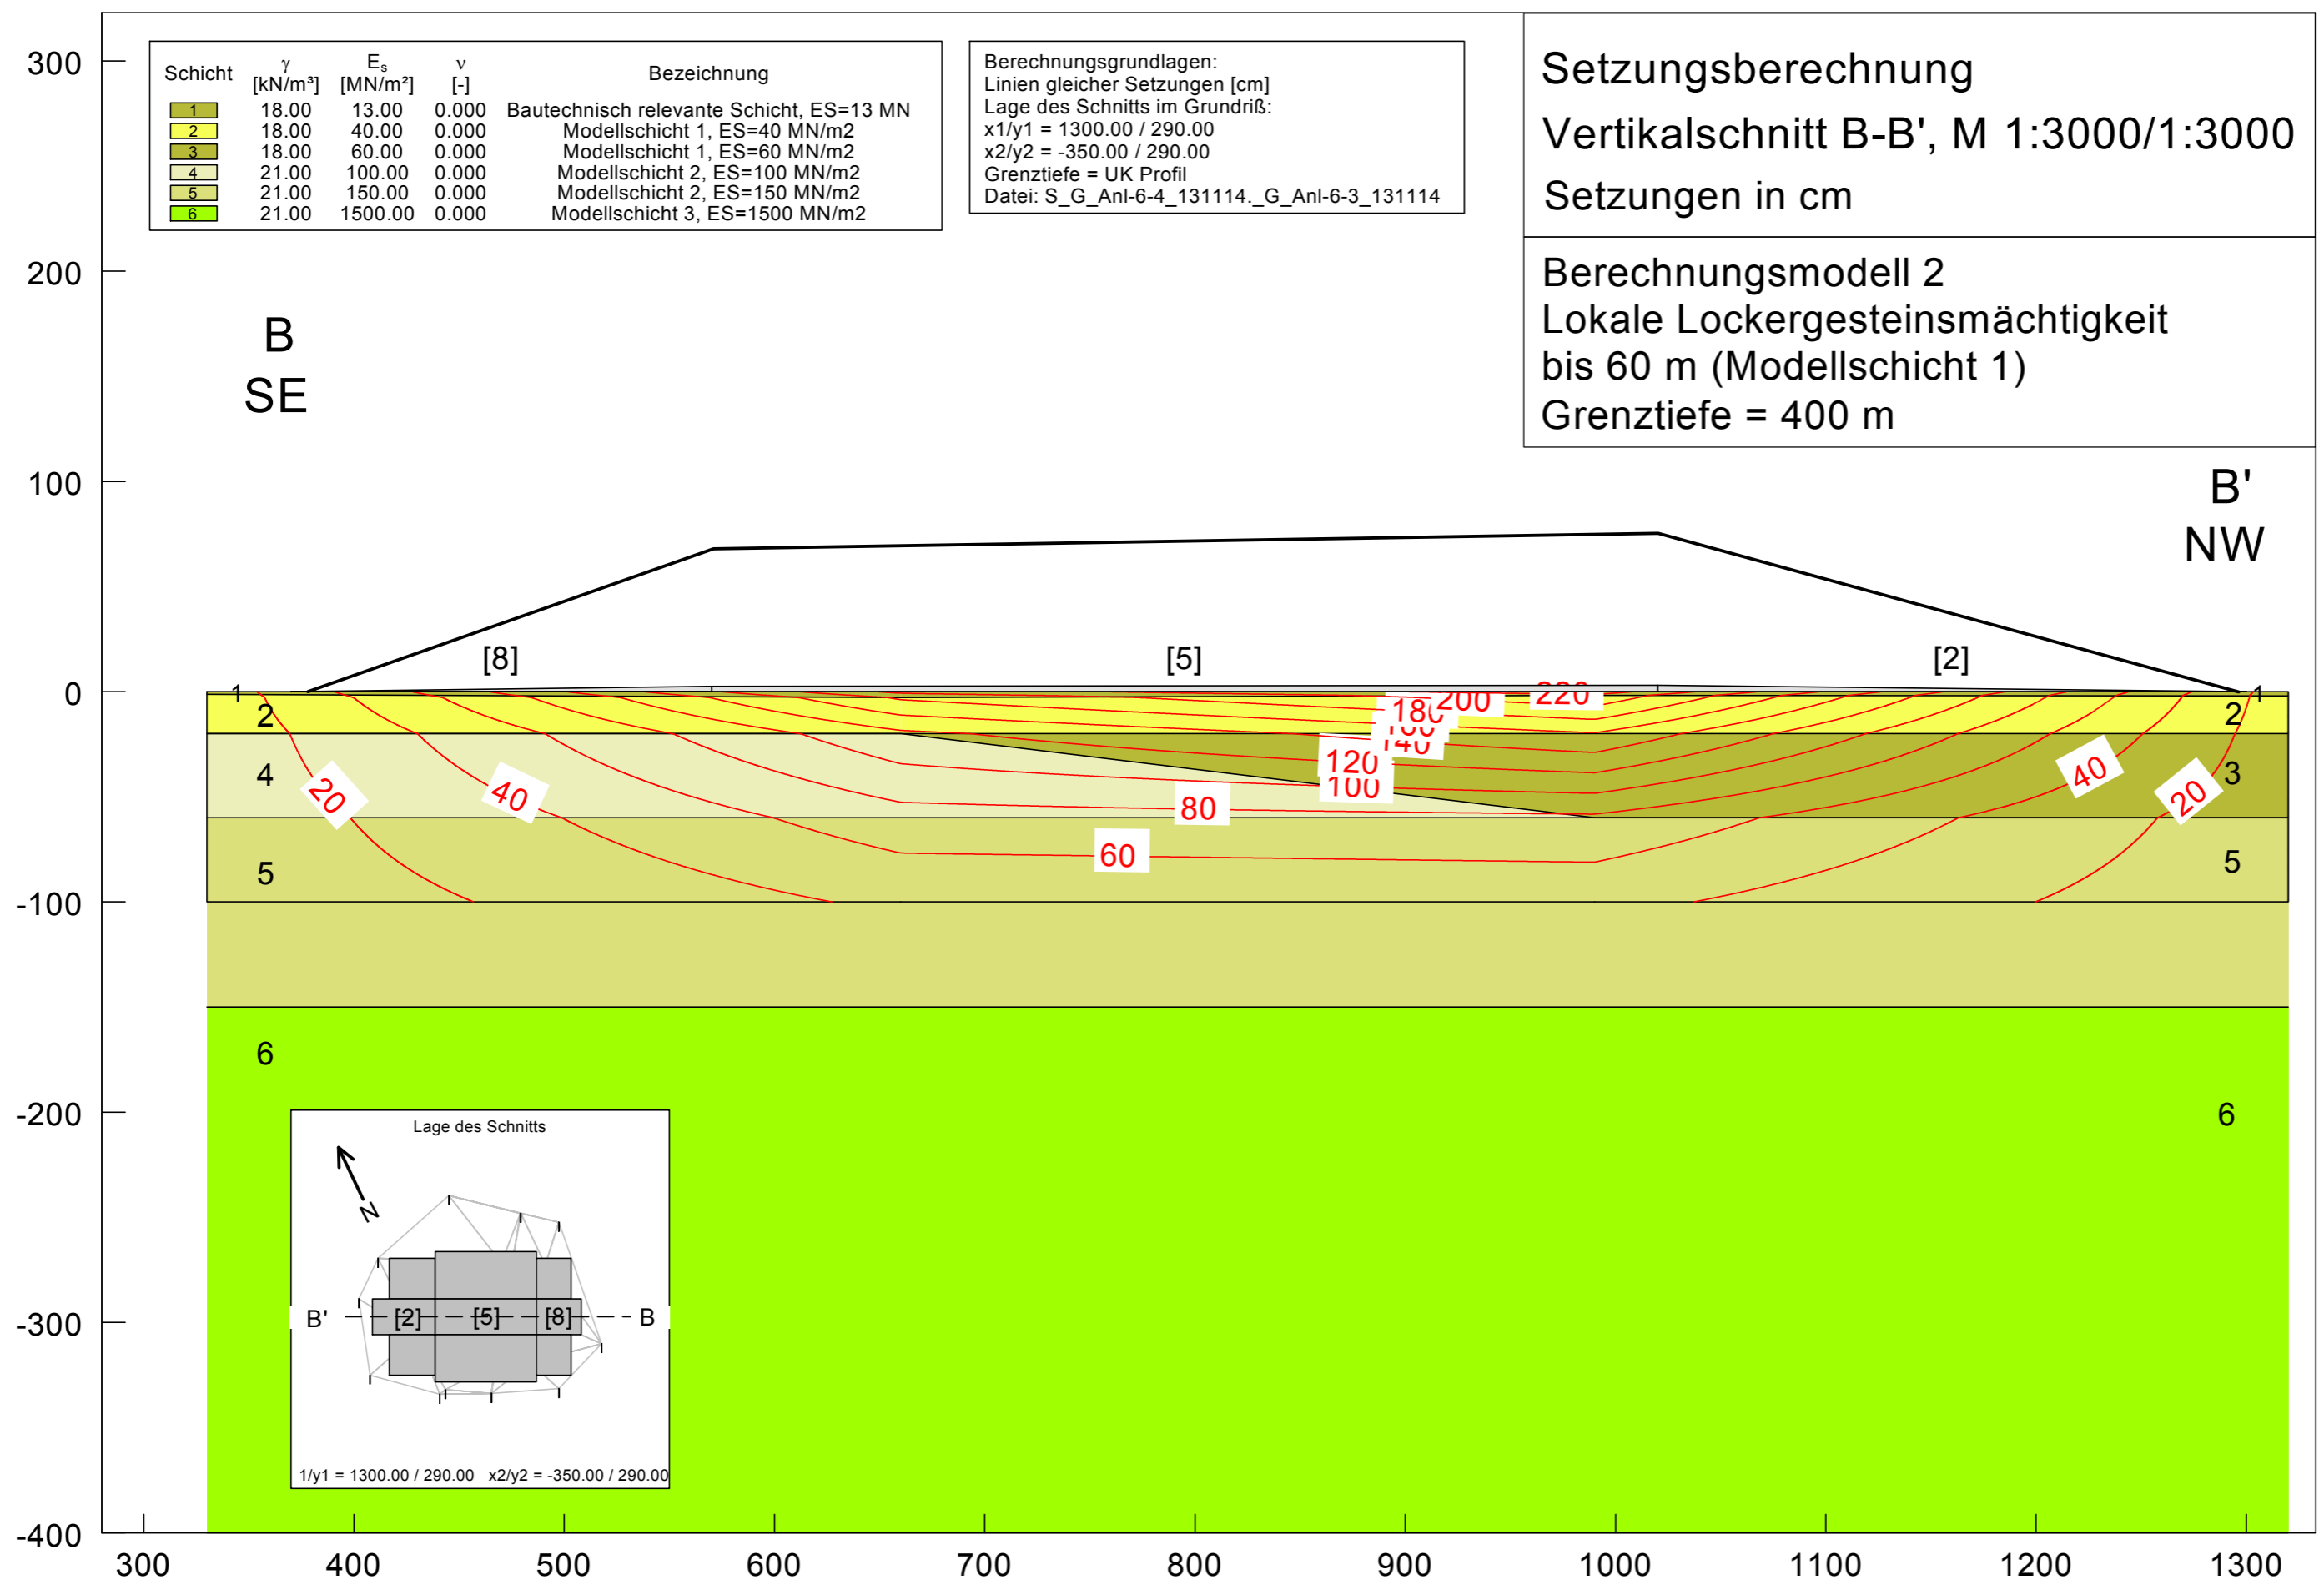 Schicht γ [kN/m³] Es [MN/m²] ν [-] Bezeichnung
1 18.00 13.00 0.000 Bautechnisch relevante Schicht, ES=13 MN
2 18.00 40.00 0.000 Modellschicht 1, ES=40 MN/m2
3 18.00 60.00 0.000 Modellschicht 1, ES=60 MN/m2
4 21.00 100.00 0.000 Modellschicht 2, ES=100 MN/m2
5 21.00 150.00 0.000 Modellschicht 2, ES=150 MN/m2
6 21.00 1500.00 0.000 Modellschicht 3, ES=1500 MN/m2
Berechnungsgrundlagen:
Linien gleicher Setzungen [cm]
Lage des Schnitts im Grundriß:
x1/y1 = 1300.00 / 290.00
x2/y2 = -350.00 / 290.00
Grenztiefe = UK Profil
Datei: S_G_Anl-6-4_131114._G_Anl-6-3_131114
Setzungsberechnung
Vertikalschnitt B-B', M 1:3000/1:3000
Setzungen in cm
Berechnungsmodell 2
Lokale Lockergesteinsmächtigkeit
bis 60 m (Modellschicht 1)
Grenztiefe = 400 m
300
200
100
0
-100
-200
-300
-400
B
SE
B'
NW
[8] [5] [2]
1 220 1
2 180 200 2
160
140
4 20 40 120 40 3
100 20
80
5 60 5
6 6
Lage des Schnitts
N
B' [2] [5] [8] B
1/y1 = 1300.00 / 290.00 x2/y2 = -350.00 / 290.00
300 400 500 600 700 800 900 1000 1100 1200 1300